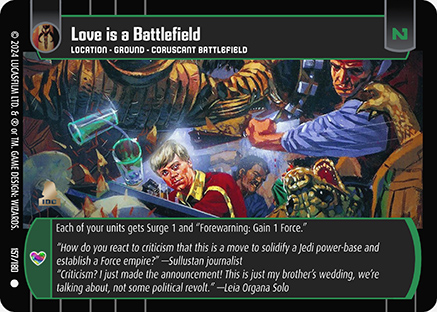 Love is a Battlefield
LOCATION - GROUND - CORUSCANT BATTLEFIELD
N
IDC
Each of your units gets Surge 1 and "Forewarning: Gain 1 Force."
"How do you react to criticism that this is a move to solidify a Jedi power-base and
establish a Force empire?" —Sullustan journalist
"Criticism? I just made the announcement! This is just my brother's wedding, we're
talking about, not some political revolt." —Leia Organa Solo
© 2024 LUCASFILM LTD. & ® or TM. GAME DESIGN: WIZARDS.
157/180